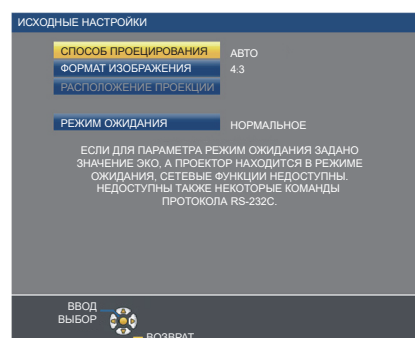 ИСХОДНЫЕ НАСТРОЙКИ
СПОСОБ ПРОЕЦИРОВАНИЯ АВТО
ФОРМАТ ИЗОБРАЖЕНИЯ 4:3
РАСПОЛОЖЕНИЕ ПРОЕКЦИИ
РЕЖИМ ОЖИДАНИЯ НОРМАЛЬНОЕ
ЕСЛИ ДЛЯ ПАРАМЕТРА РЕЖИМ ОЖИДАНИЯ ЗАДАНО
ЗНАЧЕНИЕ ЭКО, А ПРОЕКТОР НАХОДИТСЯ В РЕЖИМЕ
ОЖИДАНИЯ, СЕТЕВЫЕ ФУНКЦИИ НЕДОСТУПНЫ.
НЕДОСТУПНЫ ТАКЖЕ НЕКОТОРЫЕ КОМАНДЫ
ПРОТОКОЛА RS-232C.
ВВОД
ВЫБОР
ВОЗВРАТ